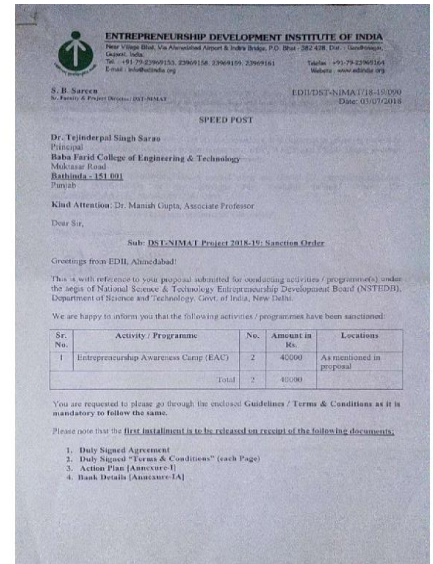 ENTREPRENEURSHIP DEVELOPMENT INSTITUTE OF INDIA
Near Village Bhat, Via Ahmedabad Airport & Indira Bridge, P.O. Bhat - 382 428, Dist. Gandhinagar,
Gujarat, India.
Tel. +91-79-23969153, 23969158, 23969159, 23969161 Telefax +91-79-23969164
E-mail : info@ediindia.org Website www.ediindia.org
S. B. Sareen
Sr. Faculty & Project Director DST-NIMAT
EDII/DST-NIMAT/18-19/090
Date: 03/07/2018
SPEED POST
Dr. Tejinderpal Singh Sarao
Principal
Baba Farid College of Engineering & Technology
Muktasar Road
Bathinda - 151 001
Punjab
Kind Attention: Dr. Manish Gupta, Associate Professor
Dear Sir,
Sub: DST-NIMAT Project 2018-19: Sanction Order
Greetings from EDII, Ahmedabad!
This is with reference to your proposal submitted for conducting activities / programme(s) under
the aegis of National Science & Technology Entrepreneurship Development Board (NSTEDB),
Department of Science and Technology, Govt. of India, New Delhi.
We are happy to inform you that the following activities / programmes have been sanctioned:
Sr. No. Activity / Programme No. Amount in Rs. Locations
1 Entrepreneurship Awareness Camp (EAC) 2 40000 As mentioned in proposal
Total 2 40000
You are requested to please go through the enclosed Guidelines / Terms & Conditions as it is
mandatory to follow the same.
Please note that the first installment is to be released on receipt of the following documents:
1. Duly Signed Agreement
2. Duly Signed "Terms & Conditions" (each Page)
3. Action Plan [Annexure-I]
4. Bank Details [Annexure-IA]